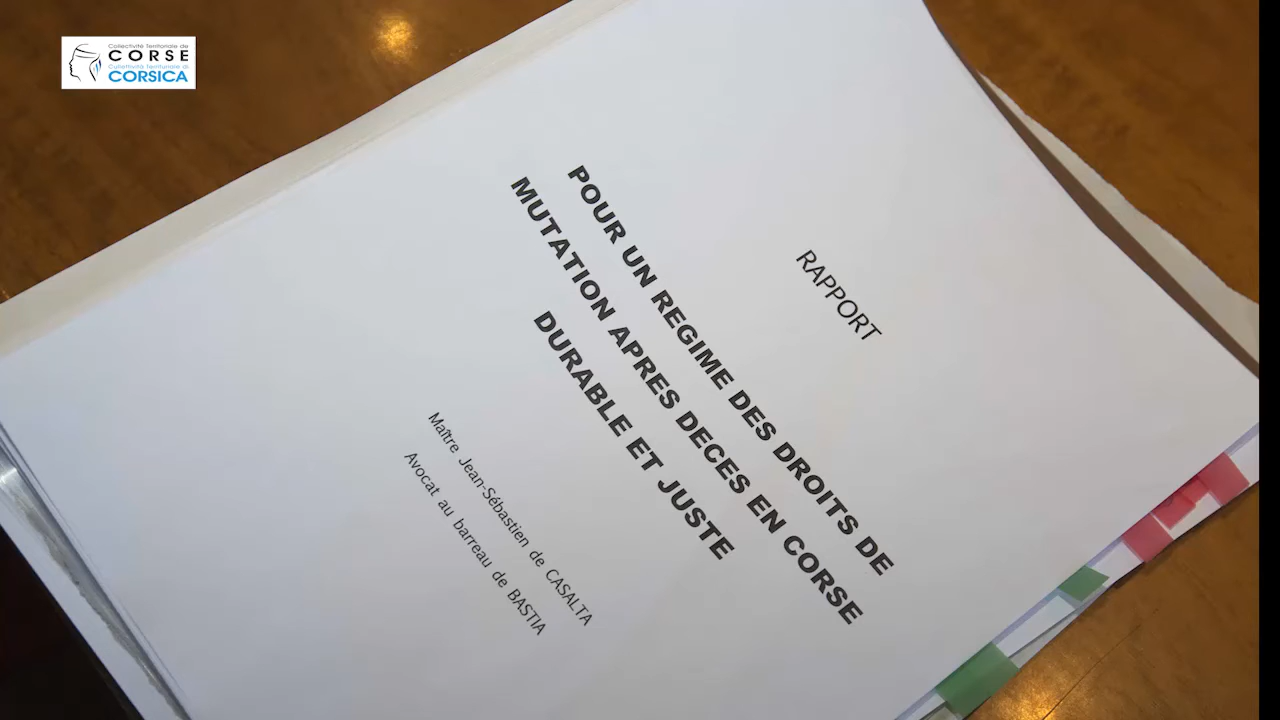 Collectivité Territoriale de
CORSE
Cullettività Territuriale di
CORSICA
RAPPORT
POUR UN REGIME DES DROITS DE
MUTATION APRES DECES EN CORSE
DURABLE ET JUSTE
Maître Jean-Sébastien de CASALTA
Avocat au barreau de BASTIA